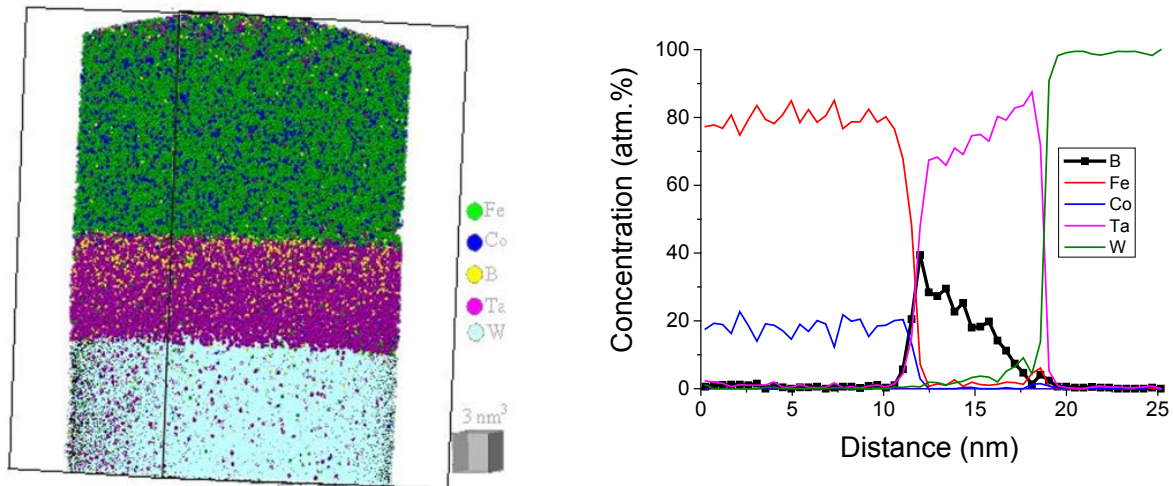 Fe
Co
B
Ta
W
3 nm³
Concentration (atm.%)
100
80
60
40
20
0
B
Fe
Co
Ta
W
0
5
10
15
20
25
Distance (nm)